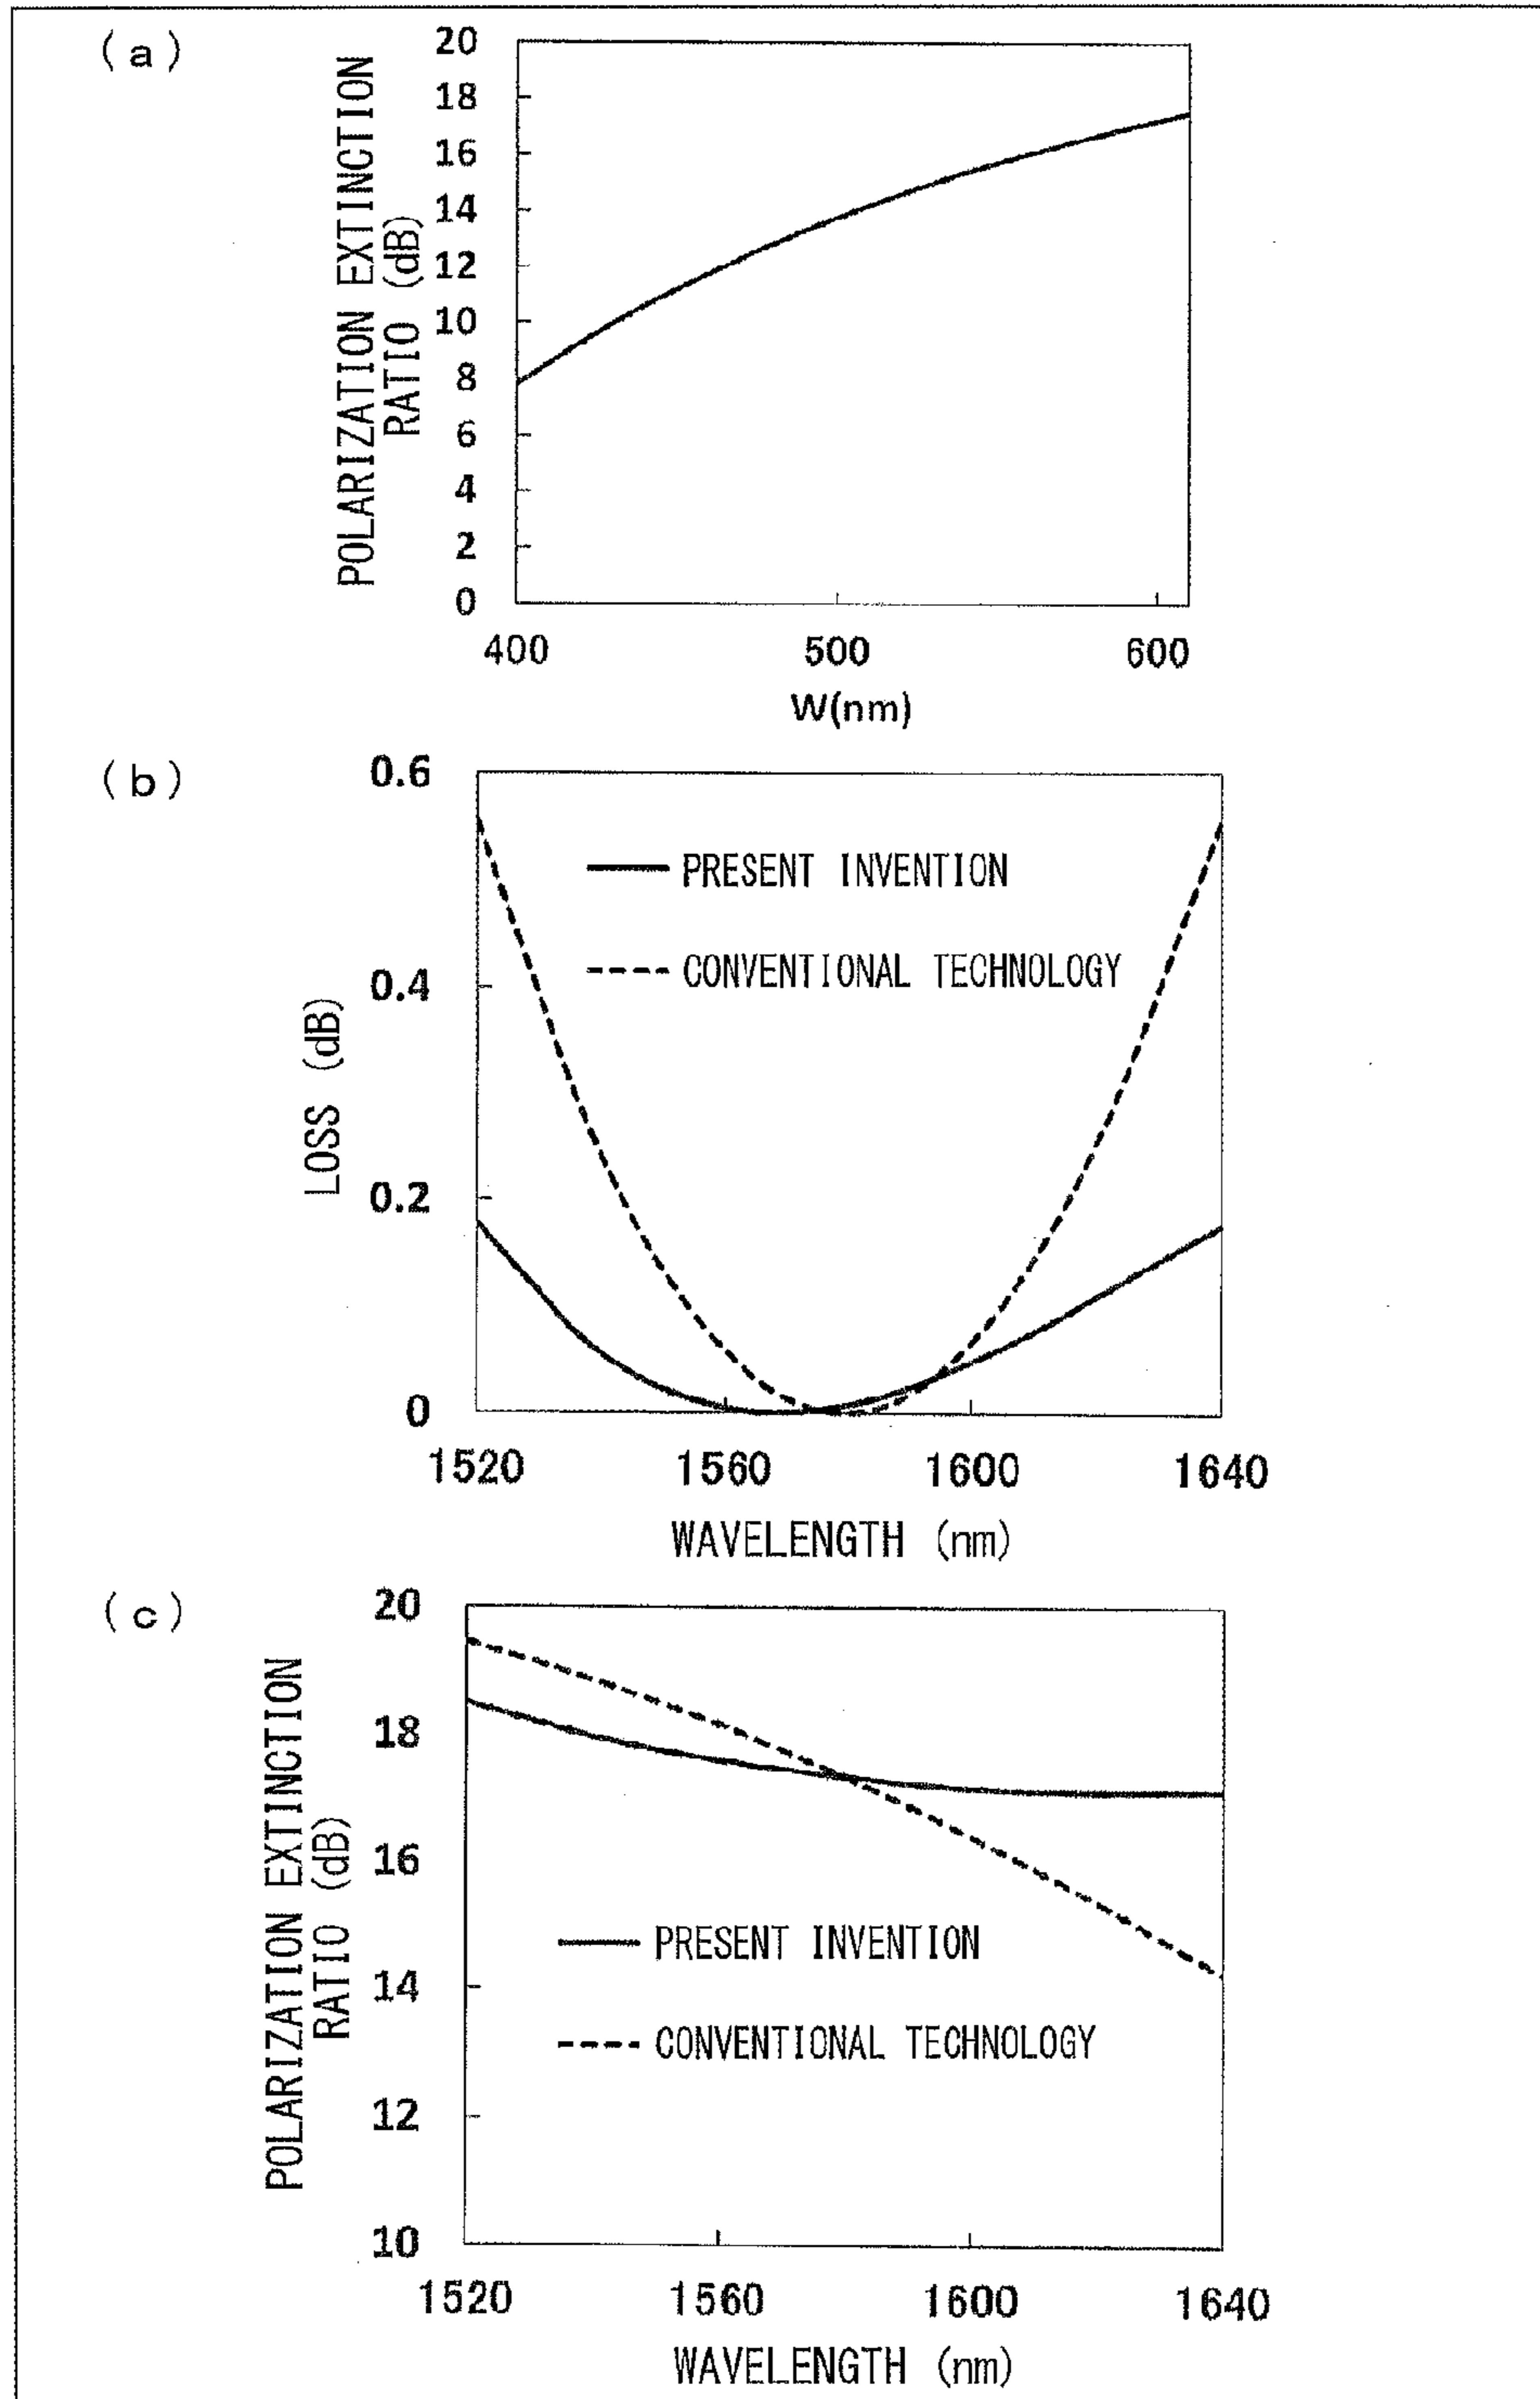 (a)
POLARIZATION EXTINCTION
RATIO (dB)
20
18
16
14
12
10
8
6
4
2
0
400 500 600
W(nm)
(b)
LOSS (dB)
0.6
0.4
0.2
0
PRESENT INVENTION
CONVENTIONAL TECHNOLOGY
1520 1560 1600 1640
WAVELENGTH (nm)
(c)
POLARIZATION EXTINCTION
RATIO (dB)
20
18
16
14
12
10
PRESENT INVENTION
CONVENTIONAL TECHNOLOGY
1520 1560 1600 1640
WAVELENGTH (nm)